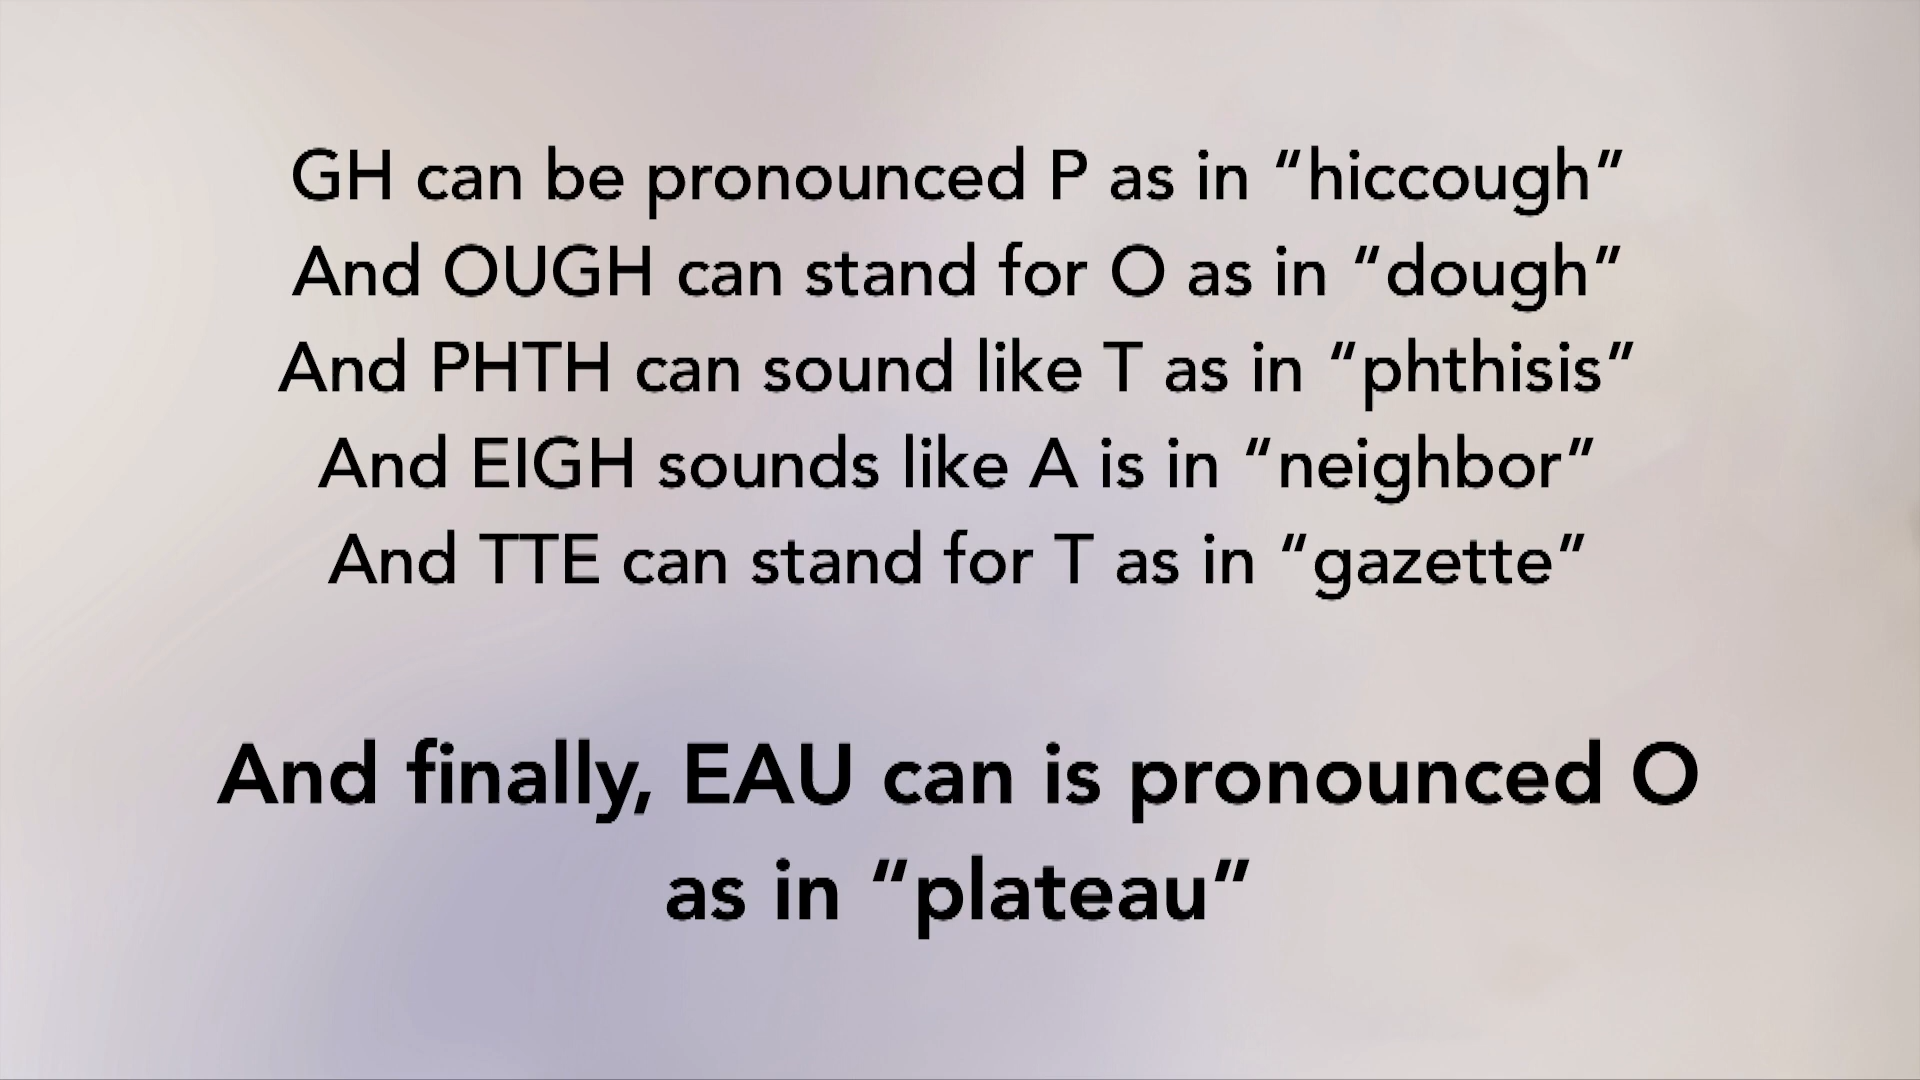 GH can be pronounced P as in “hiccough”
And OUGH can stand for O as in “dough”
And PHTH can sound like T as in “phthisis”
And EIGH sounds like A is in “neighbor”
And TTE can stand for T as in “gazette”
And finally, EAU can is pronounced O
as in “plateau”